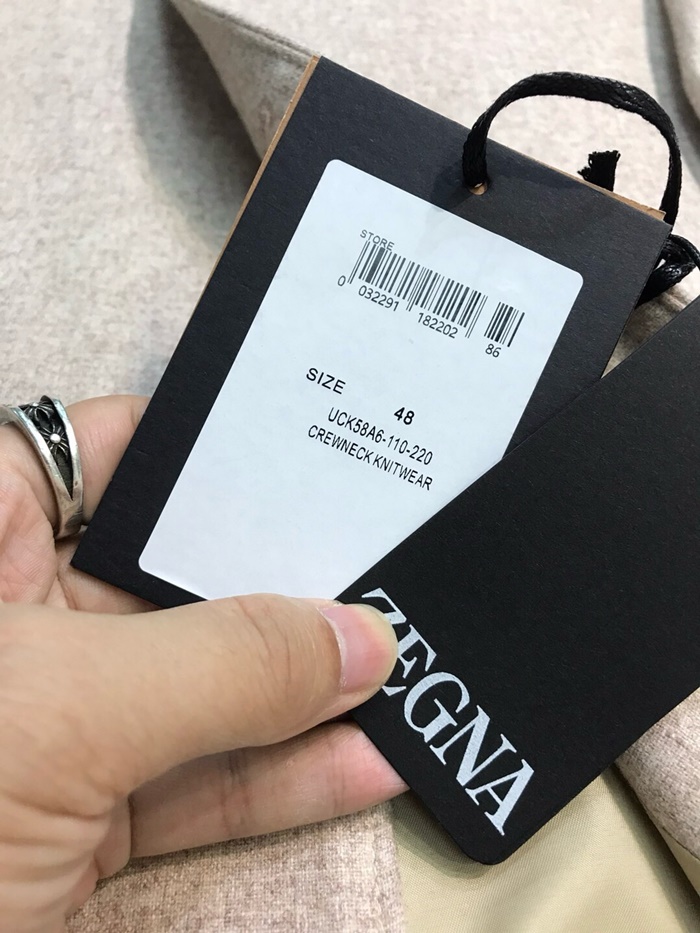 STORE
0 032291 182202 86
SIZE 48
UCK58A6-110-220
CREWNECK KNITWEAR
ZEGNA